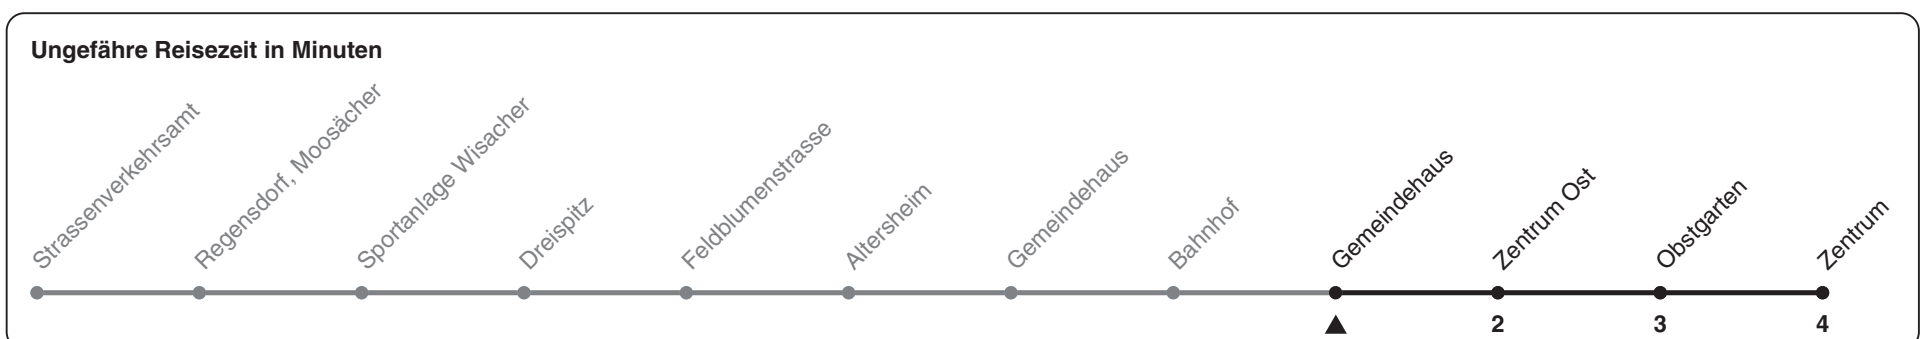 Ungefähre Reisezeit in Minuten
Strassenverkehrsamt
Regensdorf, Moosächer
Sportanlage Wisacher
Dreispitz
Feldblumenstrasse
Altersheim
Gemeindehaus
Bahnhof
Gemeindehaus
Zentrum Ost
Obstgarten
Zentrum
2 3 4